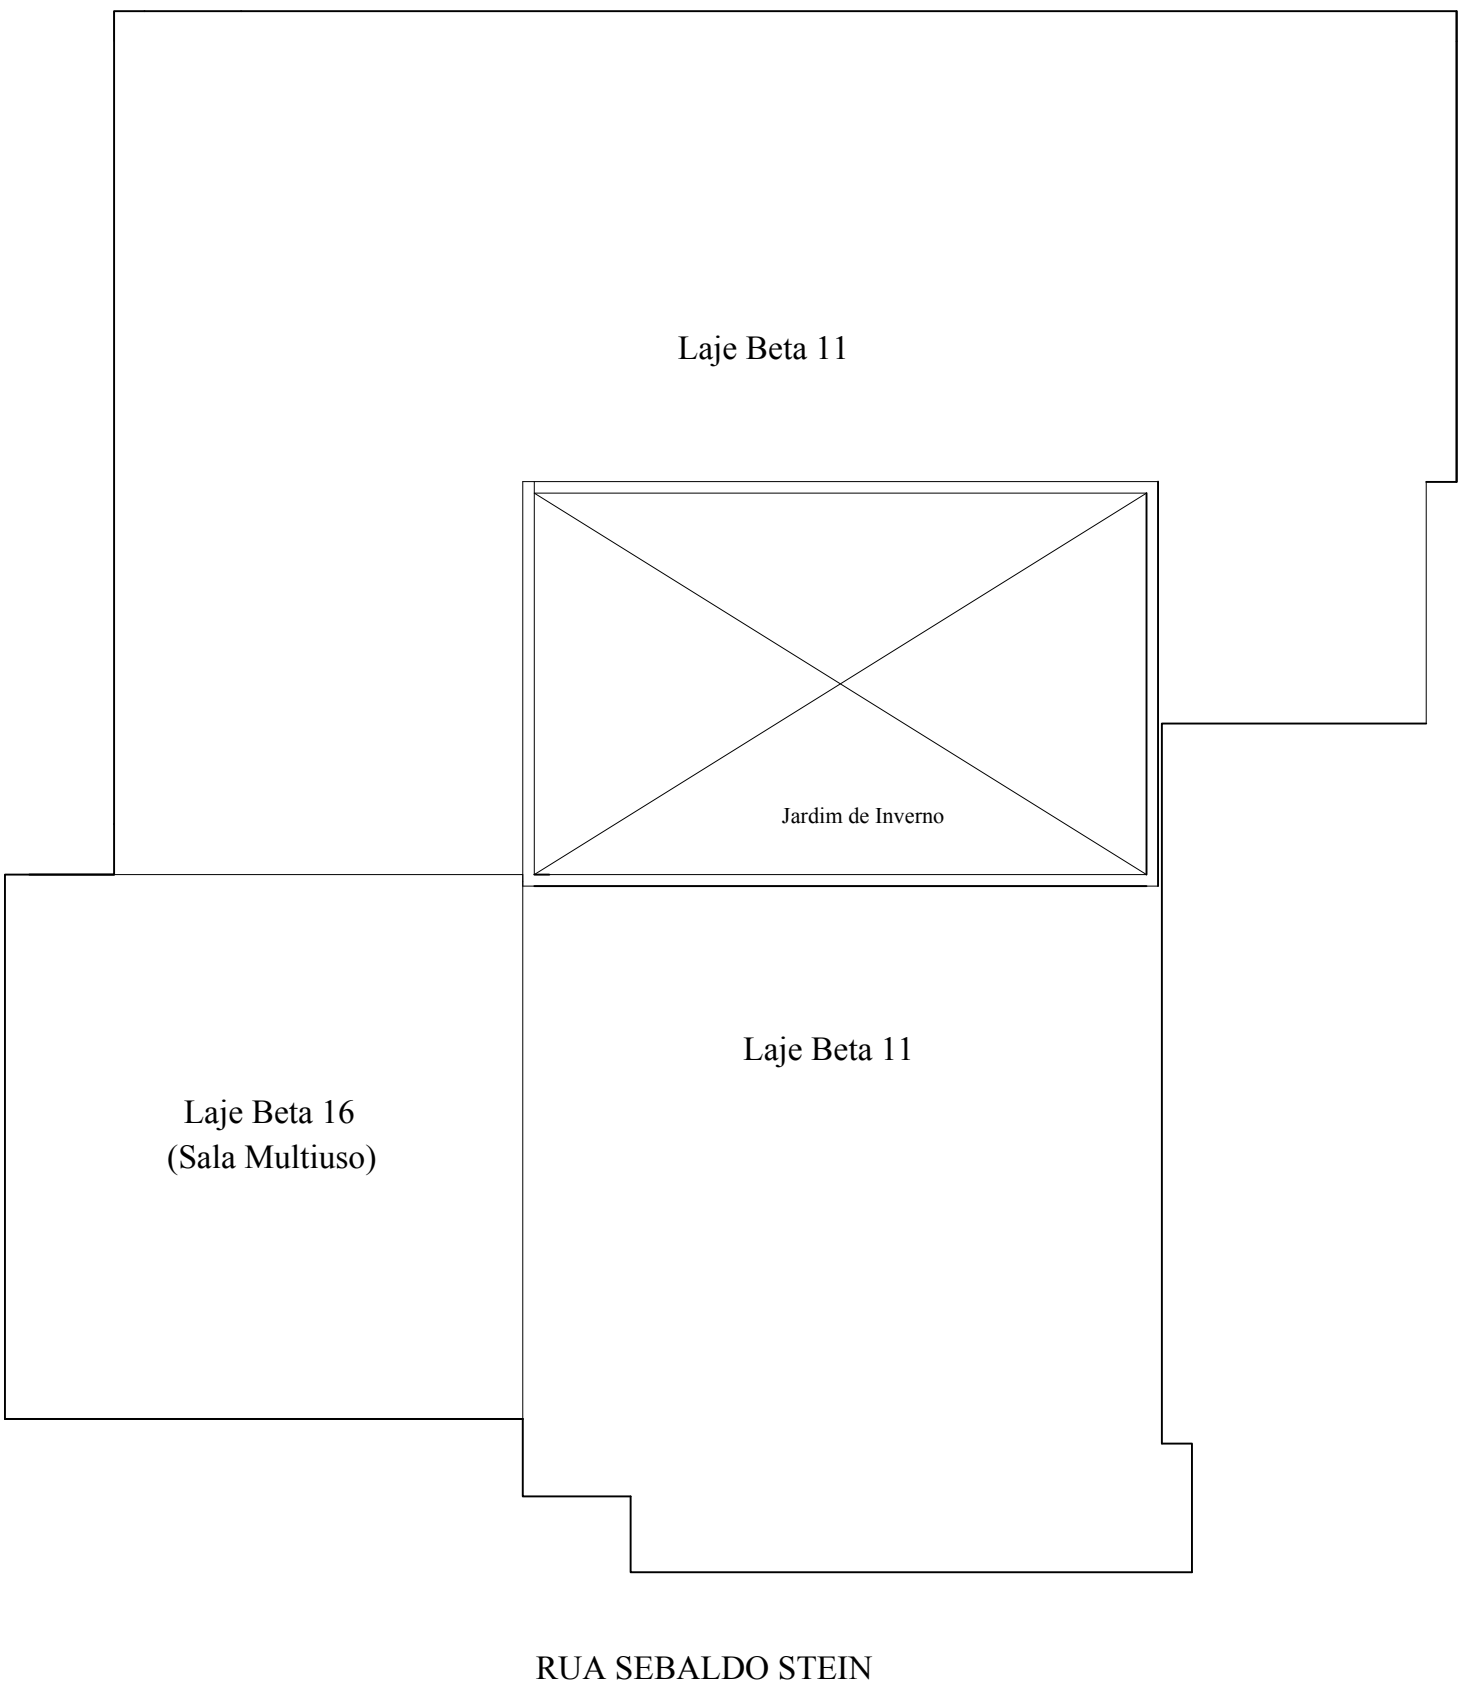 Laje Beta 11
Jardim de Inverno
Laje Beta 11
Laje Beta 16
(Sala Multiuso)
RUA SEBALDO STEIN